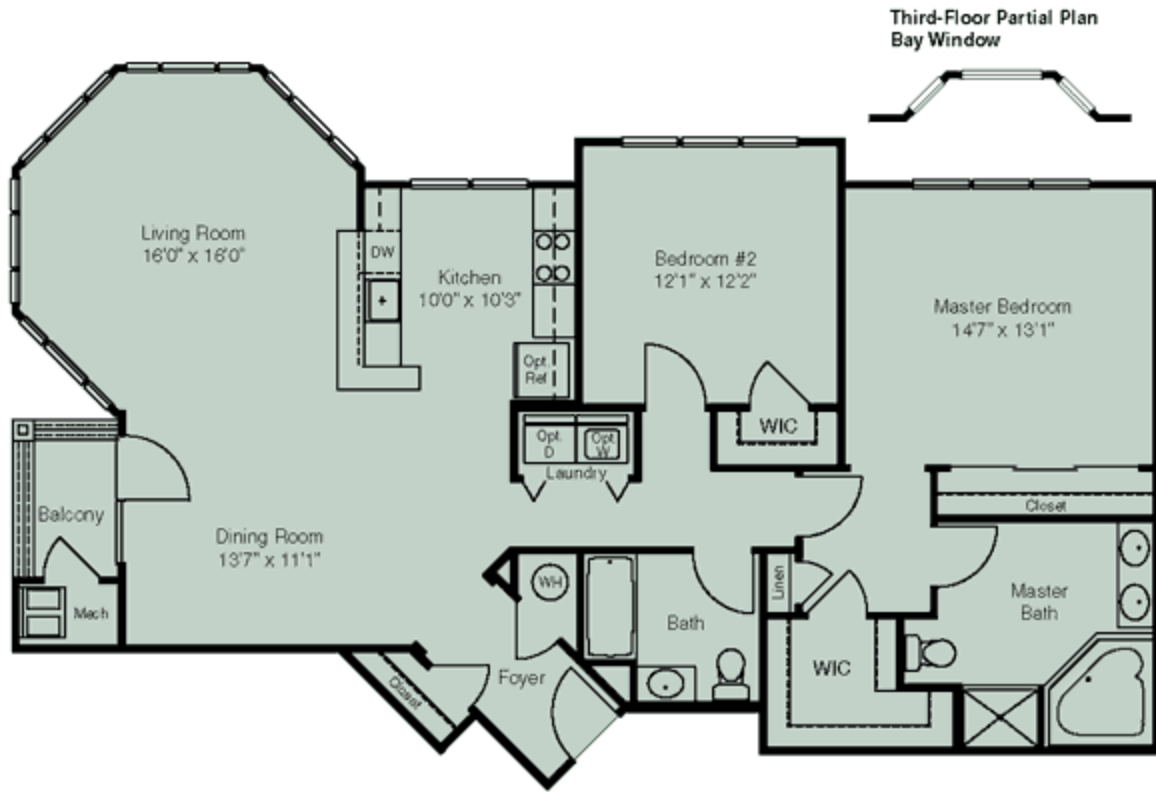 Third-Floor Partial Plan
Bay Window
Living Room
16'0" x 16'0"
DW
Kitchen
10'0" x 10'3"
Opt.
Ref
Bedroom #2
12'1" x 12'2"
Master Bedroom
14'7" x 13'1"
WIC
Opt.
D
Opt.
W
Laundry
Closet
Balcony
Dining Room
13'7" x 11'1"
Mech
WH
Linen
Bath
Master
Bath
WIC
Foyer
Closet